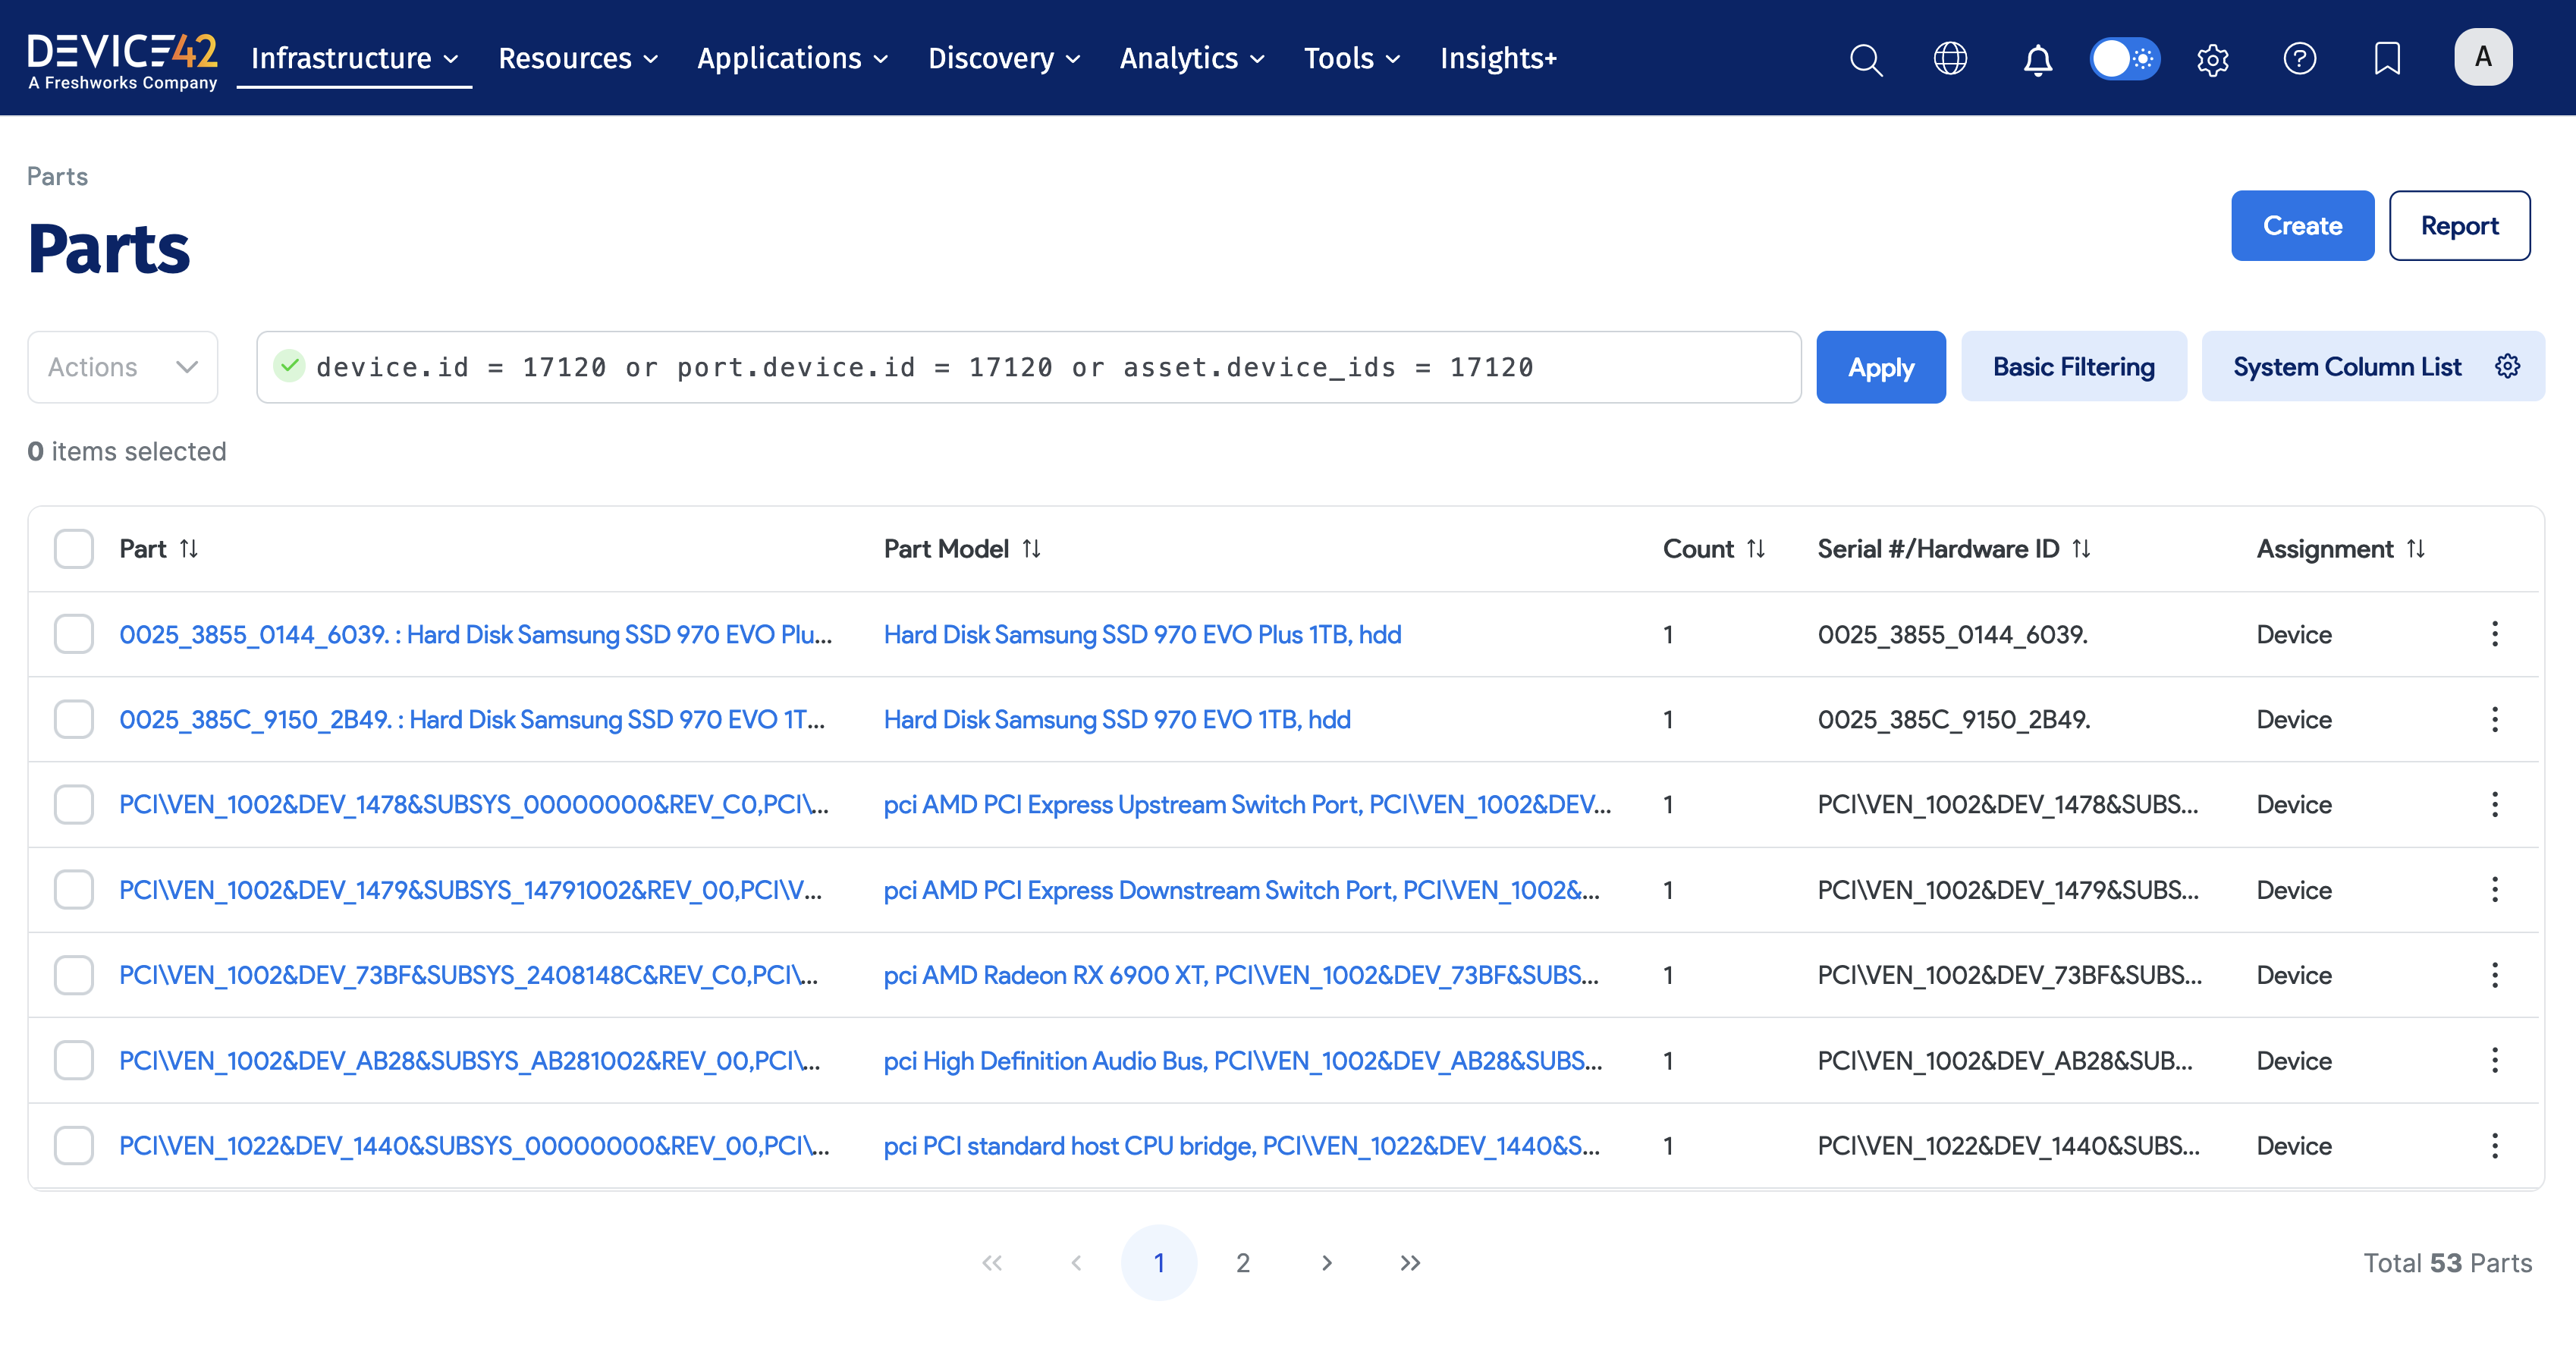 DEVICE42
A Freshworks Company
Infrastructure Resources Applications Discovery Analytics Tools Insights+
A
Parts
Parts
Create Report
Actions
device.id = 17120 or port.device.id = 17120 or asset.device_ids = 17120
Apply Basic Filtering System Column List
0 items selected
Part Part Model Count Serial #/Hardware ID Assignment
0025_3855_0144_6039. : Hard Disk Samsung SSD 970 EVO Plu... Hard Disk Samsung SSD 970 EVO Plus 1TB, hdd 1 0025_3855_0144_6039. Device
0025_385C_9150_2B49. : Hard Disk Samsung SSD 970 EVO 1T... Hard Disk Samsung SSD 970 EVO 1TB, hdd 1 0025_385C_9150_2B49. Device
PCI\VEN_1002&DEV_1478&SUBSYS_00000000&REV_C0,PCI\... pci AMD PCI Express Upstream Switch Port, PCI\VEN_1002&DEV... 1 PCI\VEN_1002&DEV_1478&SUBS... Device
PCI\VEN_1002&DEV_1479&SUBSYS_14791002&REV_00,PCI\V... pci AMD PCI Express Downstream Switch Port, PCI\VEN_1002&... 1 PCI\VEN_1002&DEV_1479&SUBS... Device
PCI\VEN_1002&DEV_73BF&SUBSYS_2408148C&REV_C0,PCI\... pci AMD Radeon RX 6900 XT, PCI\VEN_1002&DEV_73BF&SUBS... 1 PCI\VEN_1002&DEV_73BF&SUBS... Device
PCI\VEN_1002&DEV_AB28&SUBSYS_AB281002&REV_00,PCI\... pci High Definition Audio Bus, PCI\VEN_1002&DEV_AB28&SUBS... 1 PCI\VEN_1002&DEV_AB28&SUB... Device
PCI\VEN_1022&DEV_1440&SUBSYS_00000000&REV_00,PCI\... pci PCI standard host CPU bridge, PCI\VEN_1022&DEV_1440&S... 1 PCI\VEN_1022&DEV_1440&SUBS... Device
1 2
Total 53 Parts